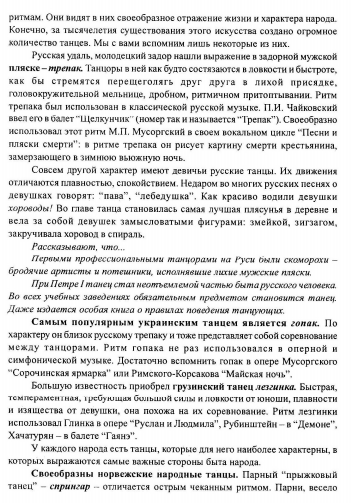 ритмам. Они видят в них своеобразное отражение жизни и характера народа.
Конечно, за тысячелетия существования этого искусства создано огромное
количество танцев. Мы с вами вспомним лишь некоторые из них.
Русская удаль, молодецкий задор нашли выражение в задорной мужской
пляске – трепак. Танцоры в ней как будто состязаются в ловкости и быстроте,
как бы стремятся перещеголять друг друга в лихой присядке,
головокружительной мельнице, дробном, ритмичном притоптывании. Ритм
трепака был использован в классической русской музыке. П.И. Чайковский
ввел его в балет "Щелкунчик" (номер так и называется "Трепак"). Своеобразно
использовал этот ритм М.П. Мусоргский в своем вокальном цикле "Песни и
пляски смерти": в ритме трепака он рисует картину смерти крестьянина,
замерзающего в зимнюю вьюжную ночь.
Совсем другой характер имеют девичьи русские танцы. Их движения
отличаются плавностью, спокойствием. Недаром во многих русских песнях о
девушках говорят: "пава", "лебедушка". Как красиво водили девушки
хороводы! Во главе танца становилась самая лучшая плясунья в деревне и
вела за собой девушек замысловатыми фигурами: змейкой, зигзагом,
закручивала хоровод в спираль.
Рассказывают, что...
Первыми профессиональными танцорами на Руси были скоморохи –
бродячие артисты и потешники, исполнявшие лихие мужские пляски.
При Петре I танец стал неотъемлемой частью быта русского человека.
Во всех учебных заведениях обязательным предметом становится танец.
Даже издается особая книга о правилах поведения танцующих.
Самым популярным украинским танцем является гопак. По
характеру он близок русскому трепаку и тоже представляет собой соревнование
между танцорами. Ритм гопака не раз использовался в оперной и
симфонической музыке. Достаточно вспомнить гопак в опере Мусоргского
"Сорочинская ярмарка" или Римского-Корсакова "Майская ночь".
Большую известность приобрел грузинский танец лезгинка. Быстрая,
темпераментная, требующая большой силы и ловкости от юноши, плавности
и изящества от девушки, она похожа на их соревнование. Ритм лезгинки
использовали Глинка в опере "Руслан и Людмила", Рубинштейн – в "Демоне",
Хачатурян – в балете "Гаянэ".
У каждого народа есть танцы, которые для него наиболее характерны, в
которых выражаются самые важные стороны быта народа.
Своеобразны норвежские народные танцы. Парный "прыжковый
танец" – спрингар – отличается острым чеканным ритмом. Парни, весело